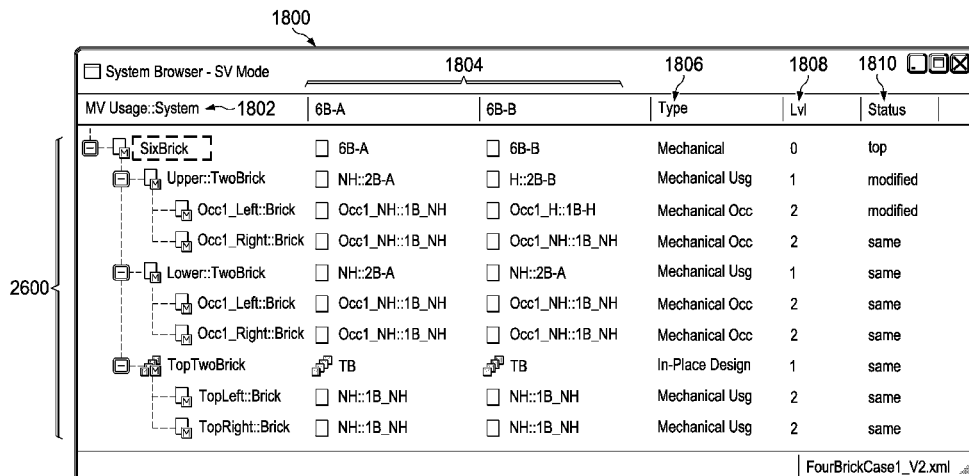 1800
System Browser - SV Mode
1804
1806
1808
1810
MV Usage::System
1802
6B-A
6B-B
Type
Lvl
Status
SixBrick 6B-A 6B-B Mechanical 0 top
Upper::TwoBrick NH::2B-A H::2B-B Mechanical Usg 1 modified
Occ1_Left::Brick Occ1_NH::1B_NH Occ1_H::1B-H Mechanical Occ 2 modified
Occ1_Right::Brick Occ1_NH::1B_NH Occ1_NH::1B_NH Mechanical Occ 2 same
2600
Lower::TwoBrick NH::2B-A NH::2B-A Mechanical Usg 1 same
Occ1_Left::Brick Occ1_NH::1B_NH Occ1_NH::1B_NH Mechanical Occ 2 same
Occ1_Right::Brick Occ1_NH::1B_NH Occ1_NH::1B_NH Mechanical Occ 2 same
TopTwoBrick TB TB In-Place Design 1 same
TopLeft::Brick NH::1B_NH NH::1B_NH Mechanical Usg 2 same
TopRight::Brick NH::1B_NH NH::1B_NH Mechanical Usg 2 same
FourBrickCase1_V2.xml